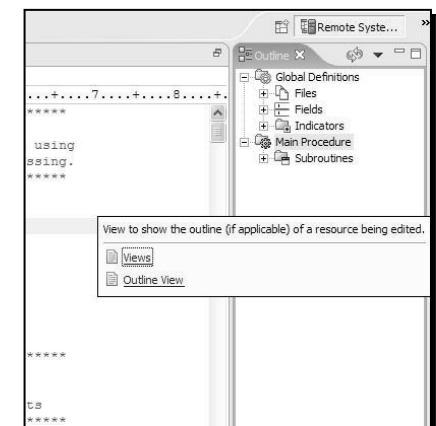 Remote Syste... »
Outline
Global Definitions
...+....7....+....8....+.
Files
*****
Fields
Indicators
using
Main Procedure
ssing.
Subroutines
*****
View to show the outline (if applicable) of a resource being edited.
Views
Outline View
*****
ts
*****